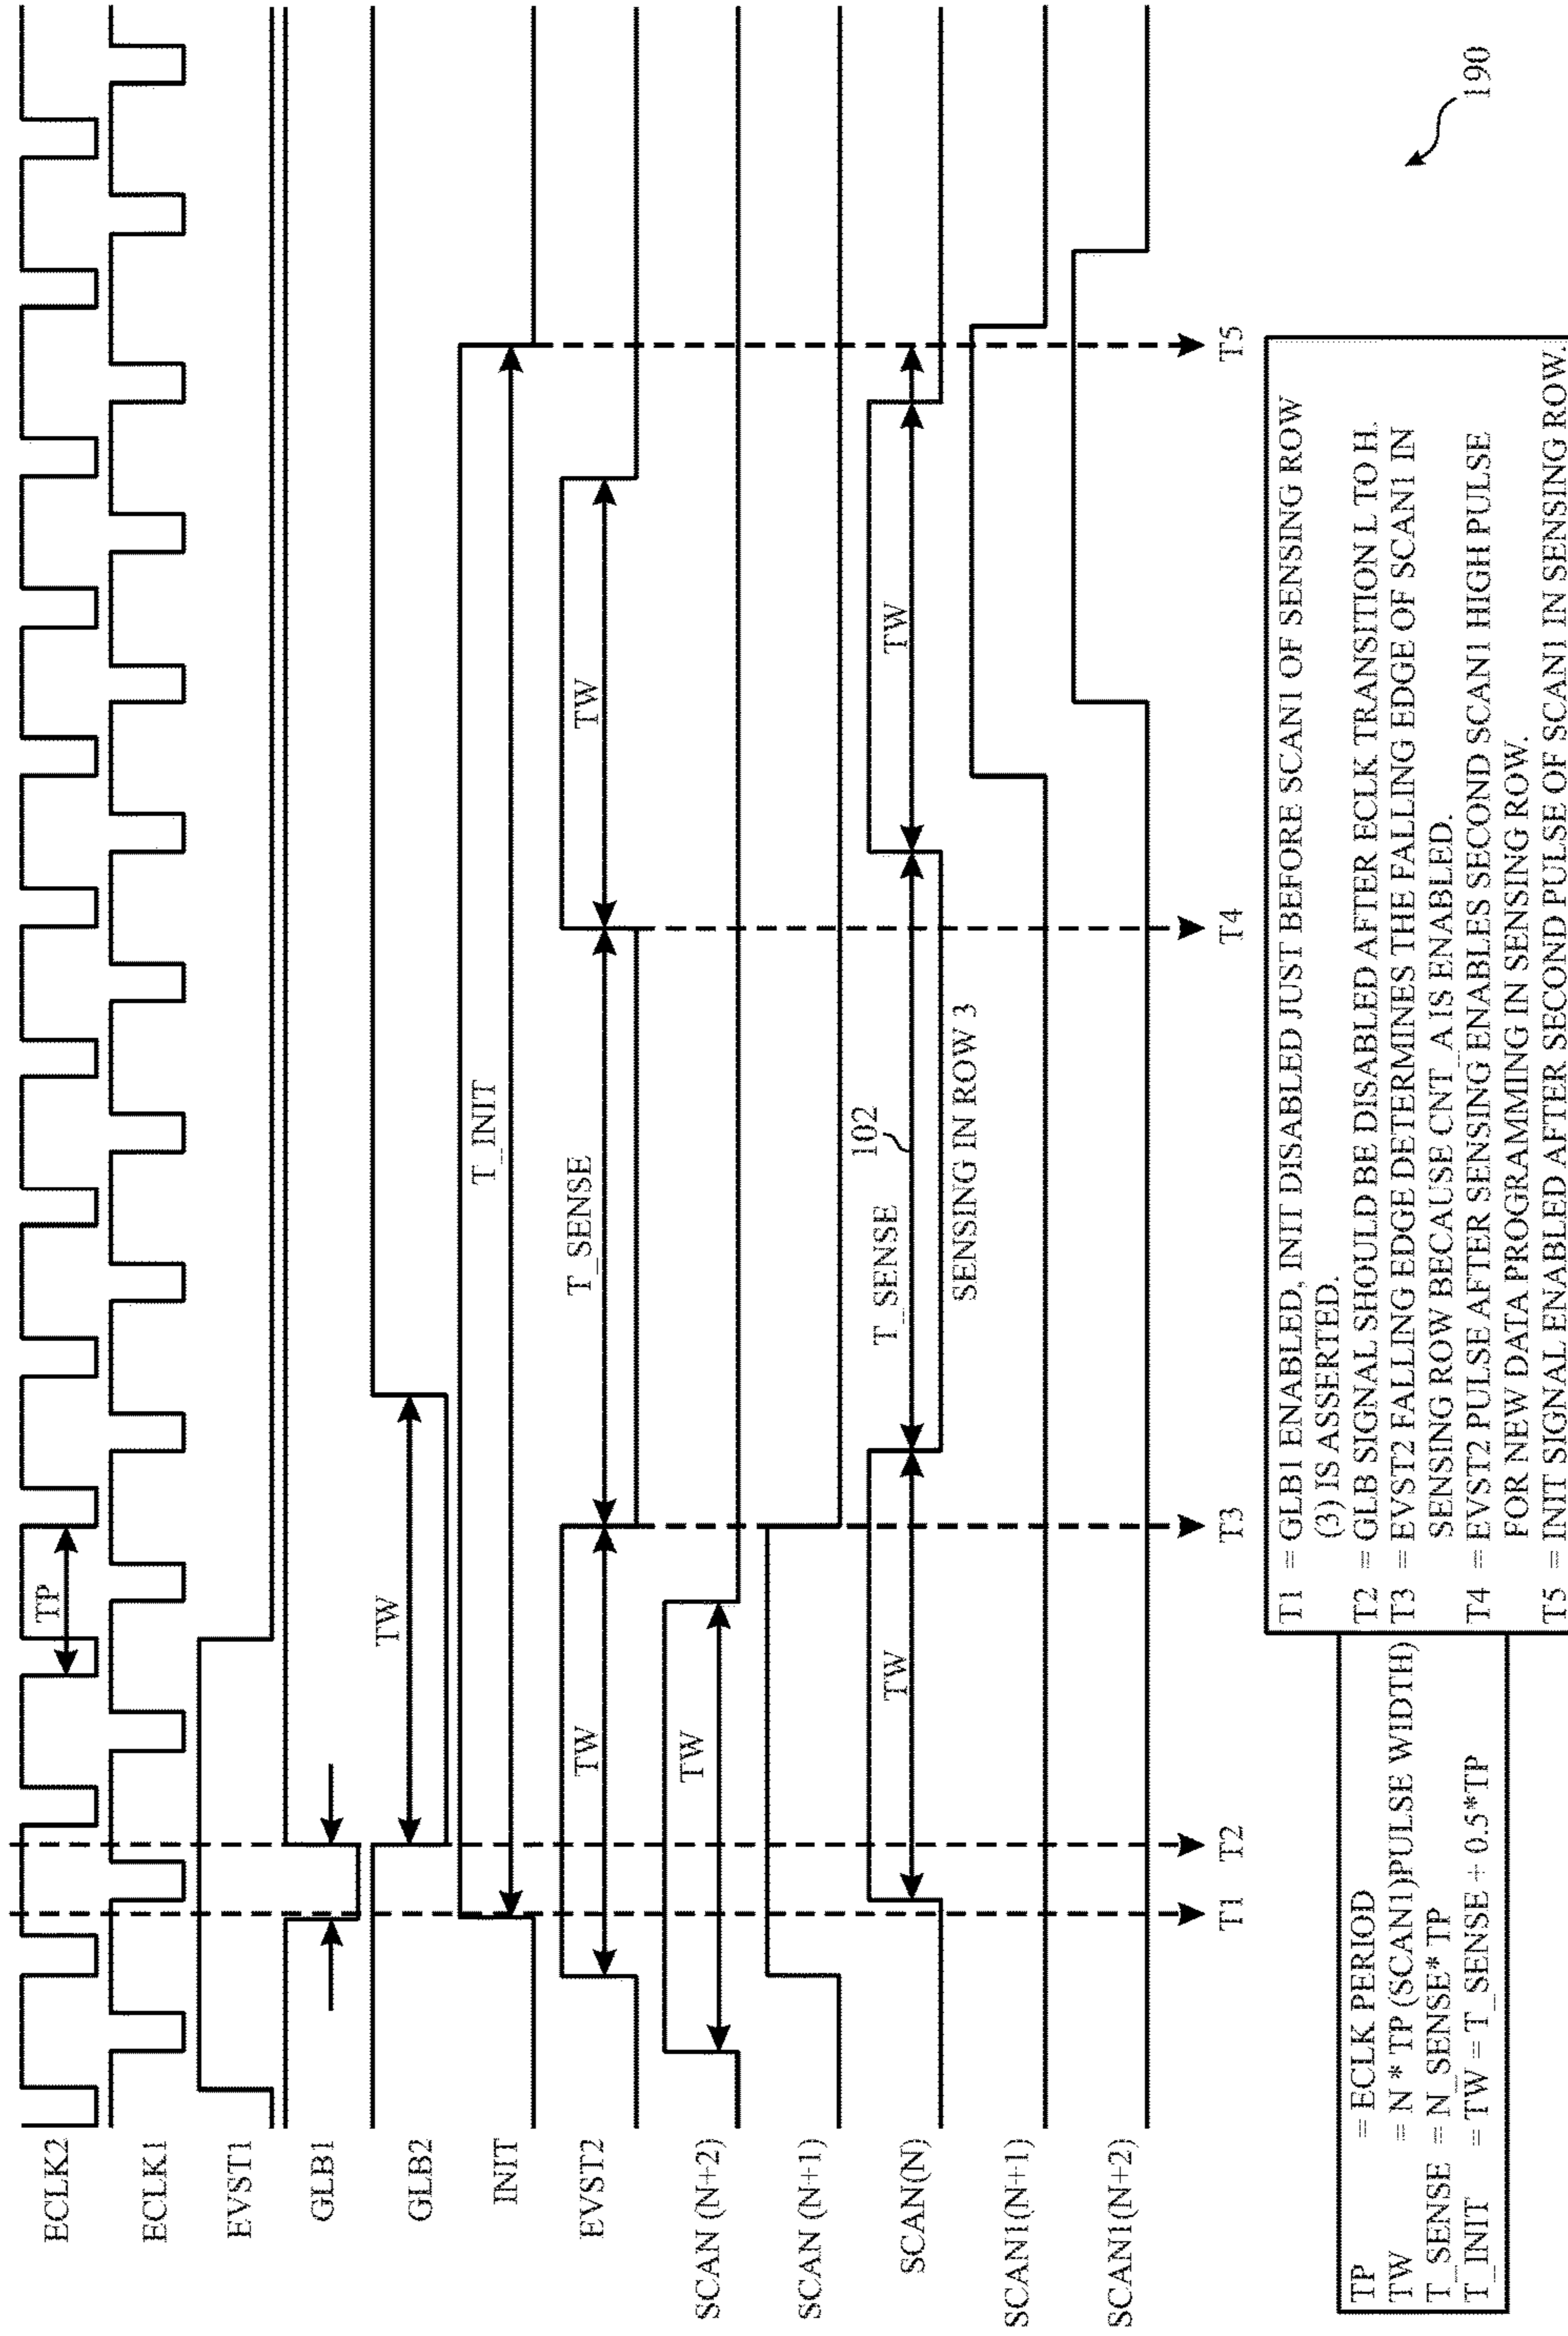 ECLK2
TP
ECLK1
EVST1
GLB1
GLB2
TW
INIT
T_INIT
EVST2
TW
T_SENSE
TW
SCAN (N+2)
TW
SCAN (N+1)
SCAN(N)
TW
T_SENSE
102
TW
SENSING IN ROW 3
SCAN1(N+1)
SCAN1(N+2)
T1
T2
T3
T4
T5
190
TP = ECLK PERIOD
TW = N * TP (SCAN1)PULSE WIDTH)
T_SENSE = N_SENSE* TP
T_INIT = TW = T_SENSE + 0.5*TP
T1 = GLB1 ENABLED, INIT DISABLED JUST BEFORE SCAN1 OF SENSING ROW
(3) IS ASSERTED.
T2 = GLB SIGNAL SHOULD BE DISABLED AFTER ECLK TRANSITION L TO H.
T3 = EVST2 FALLING EDGE DETERMINES THE FALLING EDGE OF SCAN1 IN
SENSING ROW BECAUSE CNT_A IS ENABLED.
T4 = EVST2 PULSE AFTER SENSING ENABLES SECOND SCAN1 HIGH PULSE
FOR NEW DATA PROGRAMMING IN SENSING ROW.
T5 = INIT SIGNAL ENABLED AFTER SECOND PULSE OF SCAN1 IN SENSING ROW.